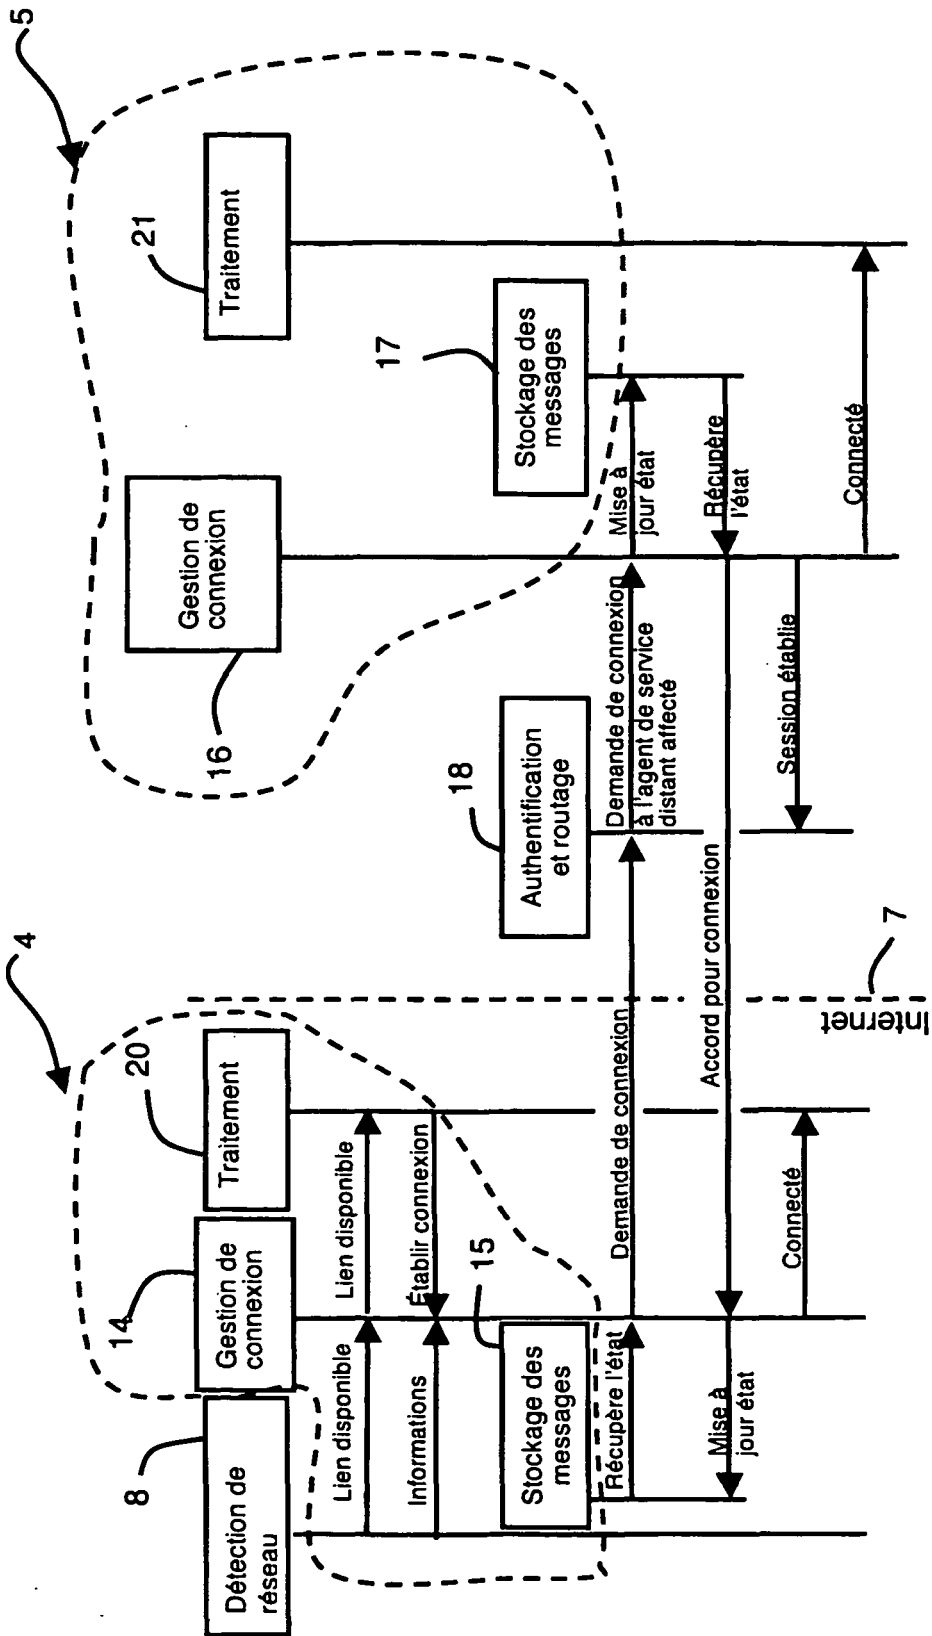 4
5
8
Détection de
réseau
14
Gestion de
connexion
20
Traitement
16
Gestion de
connexion
21
Traitement
Lien disponible
Lien disponible
Informations
Établir connexion
15
Stockage des
messages
18
Authentification
et routage
17
Stockage des
messages
Récupère l'état
Demande de connexion
Demande de connexion
à l'agent de service
distant affecté
Mise à
jour état
Mise à
jour état
Accord pour connexion
Récupère
l'état
Connecté
Session établie
Connecté
Internet
7